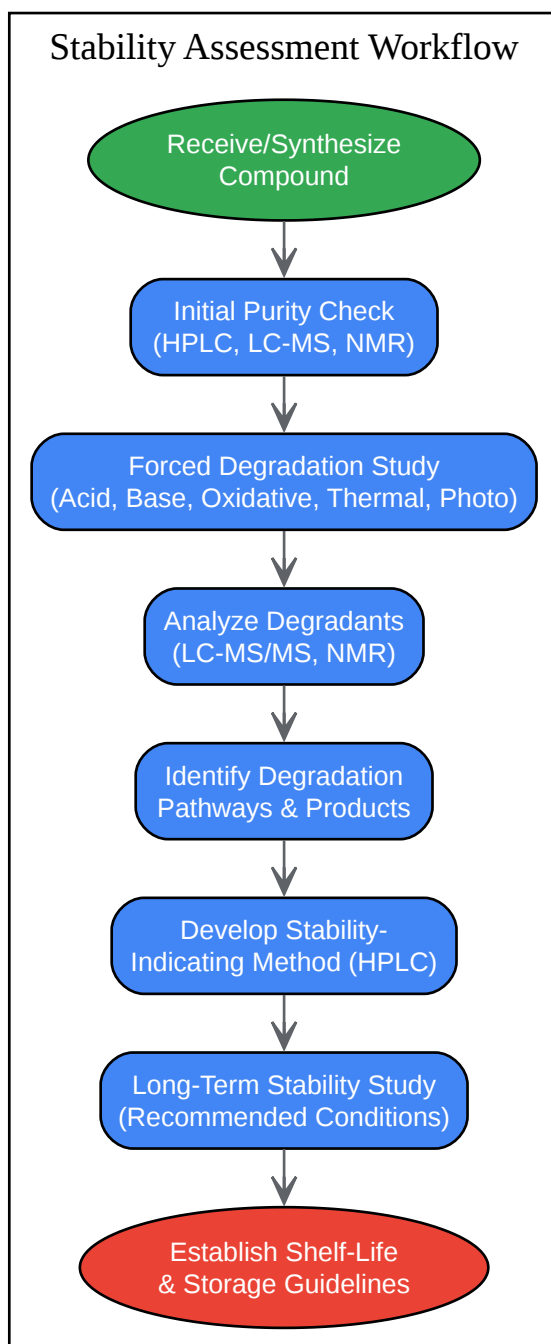 Stability Assessment Workflow
Receive/Synthesize
Compound
Initial Purity Check
(HPLC, LC-MS, NMR)
Forced Degradation Study
(Acid, Base, Oxidative, Thermal, Photo)
Analyze Degradants
(LC-MS/MS, NMR)
Identify Degradation
Pathways & Products
Develop Stability-
Indicating Method (HPLC)
Long-Term Stability Study
(Recommended Conditions)
Establish Shelf-Life
& Storage Guidelines